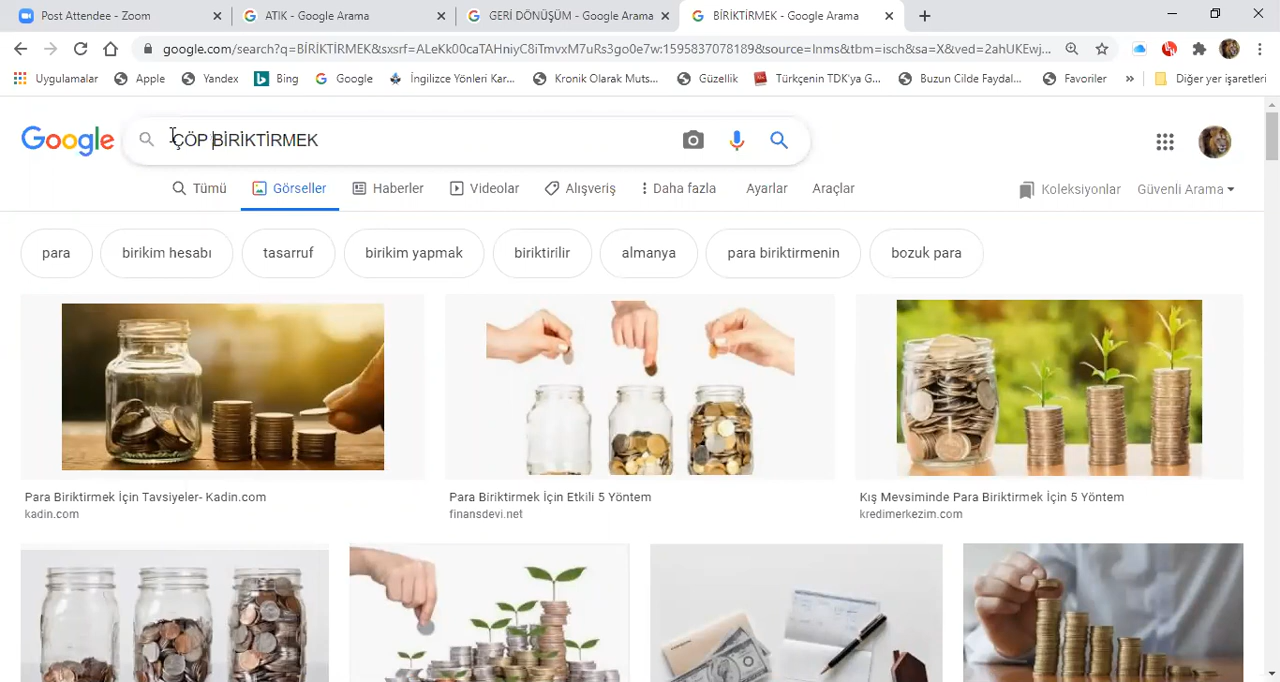 Post Attendee - Zoom
ATIK - Google Arama
GERİ DÖNÜŞÜM - Google Arama
BİRİKTİRMEK - Google Arama
google.com/search?q=BİRİKTİRMEK&sxsrf=ALeKk00caTAHniyC8iTmvxM7uRs3go0e7w:1595837078189&source=lnms&tbm=isch&sa=X&ved=2ahUKEwj...
Uygulamalar
Apple
Yandex
Bing
Google
İngilizce Yönleri Kar...
Kronik Olarak Muts...
Güzellik
Türkçenin TDK'ya G...
Buzun Cilde Faydal...
Favoriler
»
Diğer yer işaretleri
Google
ÇÖP BİRİKTİRMEK
Tümü
Görseller
Haberler
Videolar
Alışveriş
Daha fazla
Ayarlar
Araçlar
Koleksiyonlar
Güvenli Arama
para
birikim hesabı
tasarruf
birikim yapmak
biriktirilir
almanya
para biriktirmenin
bozuk para
Para Biriktirmek İçin Tavsiyeler- Kadin.com
kadin.com
Para Biriktirmek İçin Etkili 5 Yöntem
finansdevi.net
Kış Mevsiminde Para Biriktirmek İçin 5 Yöntem
kredimerkezim.com